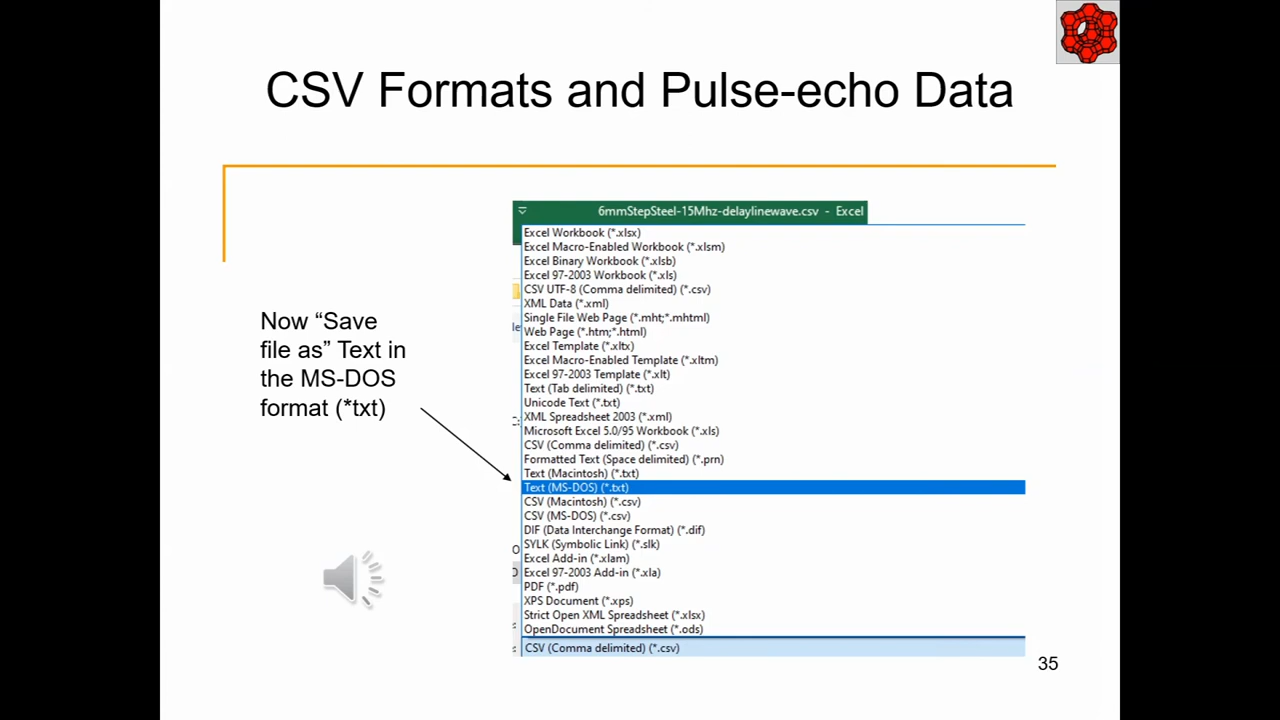 CSV Formats and Pulse-echo Data
6mmStepSteel-15Mhz-delaylinewave.csv - Excel
Excel Workbook (*.xlsx)
Excel Macro-Enabled Workbook (*.xlsm)
Excel Binary Workbook (*.xlsb)
Excel 97-2003 Workbook (*.xls)
CSV UTF-8 (Comma delimited) (*.csv)
XML Data (*.xml)
Single File Web Page (*.mht;*.mhtml)
Web Page (*.htm;*.html)
Excel Template (*.xltx)
Excel Macro-Enabled Template (*.xltm)
Excel 97-2003 Template (*.xlt)
Text (Tab delimited) (*.txt)
Unicode Text (*.txt)
XML Spreadsheet 2003 (*.xml)
Microsoft Excel 5.0/95 Workbook (*.xls)
CSV (Comma delimited) (*.csv)
Formatted Text (Space delimited) (*.prn)
Text (Macintosh) (*.txt)
Text (MS-DOS) (*.txt)
CSV (Macintosh) (*.csv)
CSV (MS-DOS) (*.csv)
DIF (Data Interchange Format) (*.dif)
SYLK (Symbolic Link) (*.slk)
Excel Add-in (*.xlam)
Excel 97-2003 Add-in (*.xla)
PDF (*.pdf)
XPS Document (*.xps)
Strict Open XML Spreadsheet (*.xlsx)
OpenDocument Spreadsheet (*.ods)
CSV (Comma delimited) (*.csv)
Now “Save
file as” Text in
the MS-DOS
format (*txt)
35